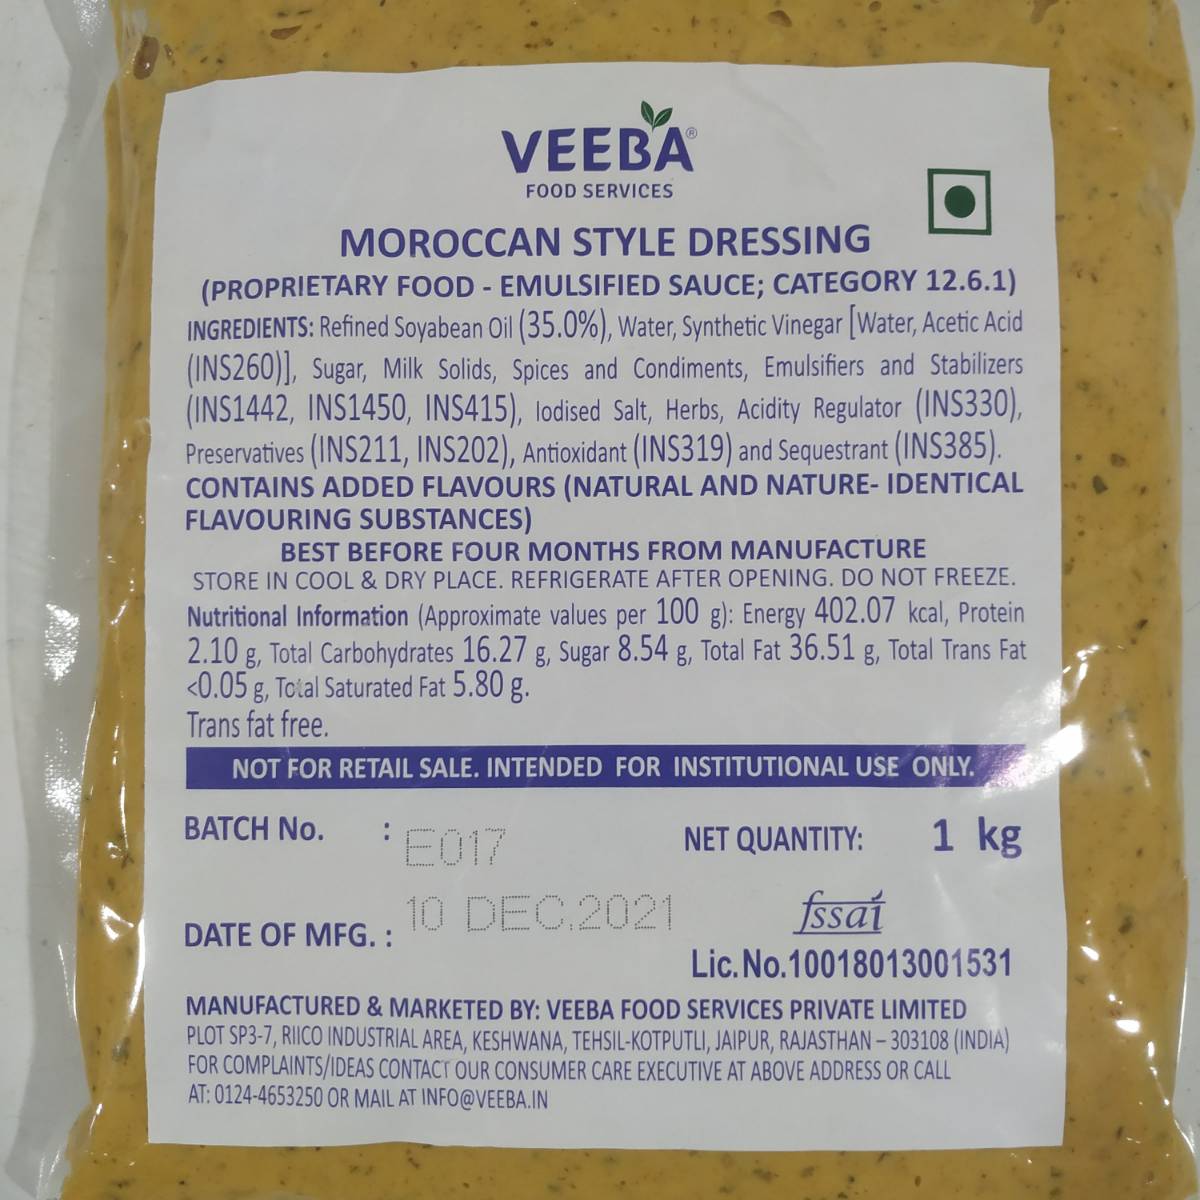 VEEBA®
FOOD SERVICES
MOROCCAN STYLE DRESSING
(PROPRIETARY FOOD - EMULSIFIED SAUCE; CATEGORY 12.6.1)
INGREDIENTS: Refined Soyabean Oil (35.0%), Water, Synthetic Vinegar [Water, Acetic Acid
(INS260)], Sugar, Milk Solids, Spices and Condiments, Emulsifiers and Stabilizers
(INS1442, INS1450, INS415), Iodised Salt, Herbs, Acidity Regulator (INS330),
Preservatives (INS211, INS202), Antioxidant (INS319) and Sequestrant (INS385).
CONTAINS ADDED FLAVOURS (NATURAL AND NATURE- IDENTICAL
FLAVOURING SUBSTANCES)
BEST BEFORE FOUR MONTHS FROM MANUFACTURE
STORE IN COOL & DRY PLACE. REFRIGERATE AFTER OPENING. DO NOT FREEZE.
Nutritional Information (Approximate values per 100 g): Energy 402.07 kcal, Protein
2.10 g, Total Carbohydrates 16.27 g, Sugar 8.54 g, Total Fat 36.51 g, Total Trans Fat
<0.05 g, Total Saturated Fat 5.80 g.
Trans fat free.
NOT FOR RETAIL SALE. INTENDED FOR INSTITUTIONAL USE ONLY.
BATCH No. : E017
NET QUANTITY: 1 kg
DATE OF MFG. : 10 DEC.2021
fssai
Lic.No.10018013001531
MANUFACTURED & MARKETED BY: VEEBA FOOD SERVICES PRIVATE LIMITED
PLOT SP3-7, RIICO INDUSTRIAL AREA, KESHWANA, TEHSIL-KOTPUTLI, JAIPUR, RAJASTHAN – 303108 (INDIA)
FOR COMPLAINTS/IDEAS CONTACT OUR CONSUMER CARE EXECUTIVE AT ABOVE ADDRESS OR CALL
AT: 0124-4653250 OR MAIL AT INFO@VEEBA.IN